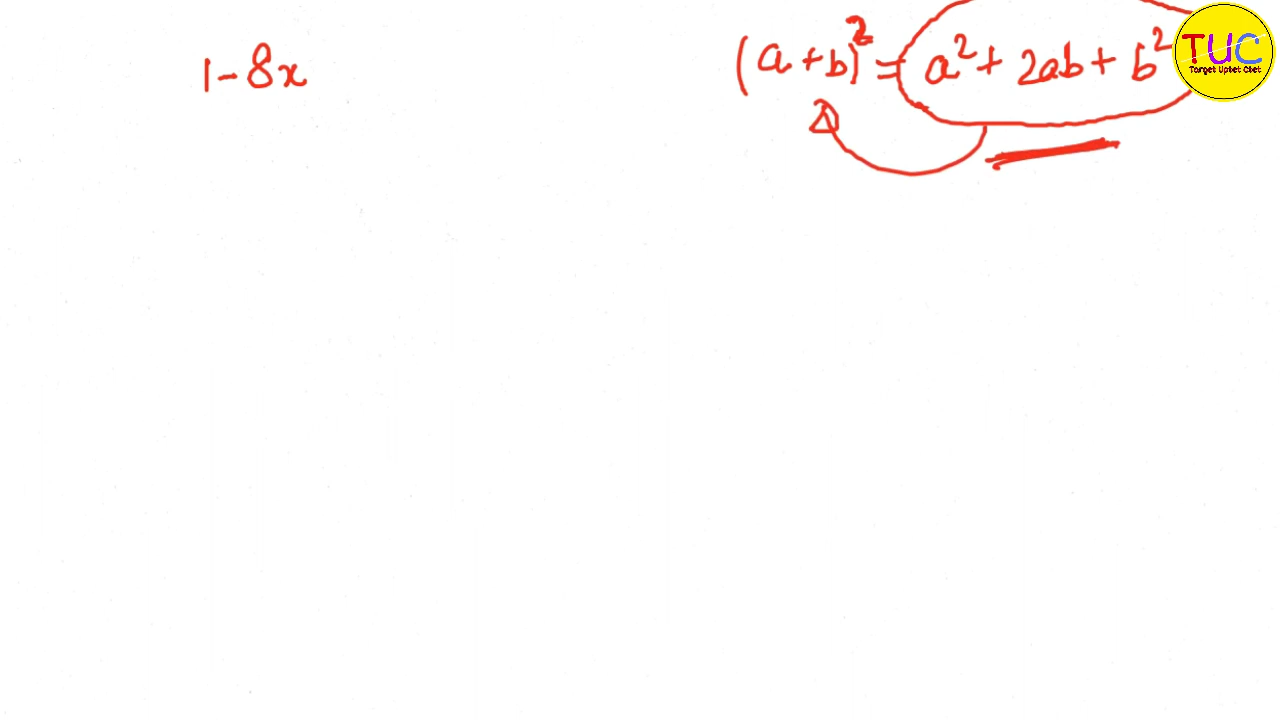 1 - 8x
(a + b)² = a² + 2ab + b²
TUC
Target Uptet Ctet